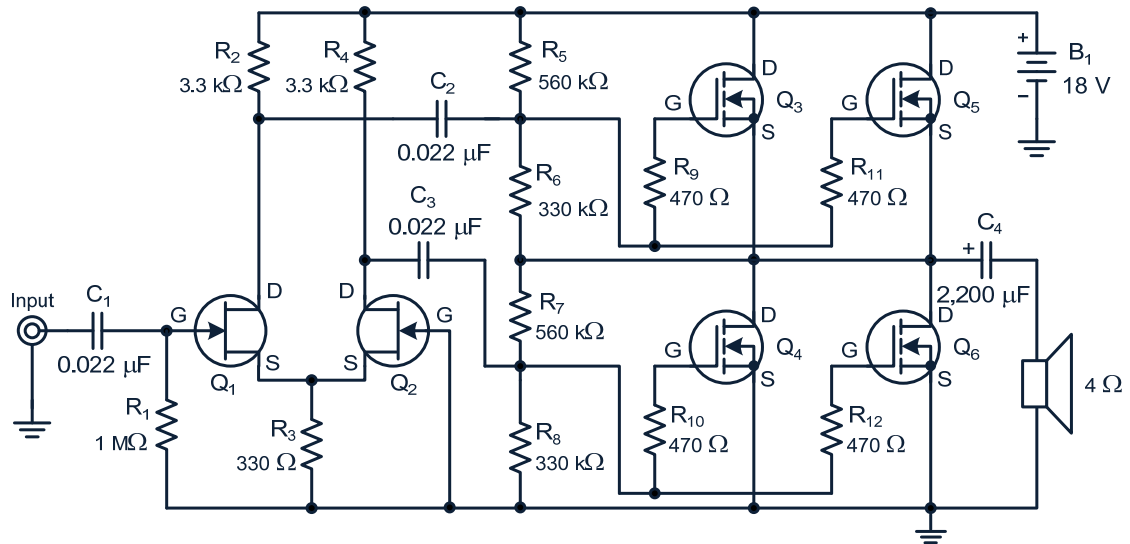 R2
3.3 kΩ
R4
3.3 kΩ
R5
560 kΩ
C2
0.022 µF
D
G
Q3
S
D
G
Q5
S
+
−
B1
18 V
R6
330 kΩ
R9
470 Ω
R11
470 Ω
C3
0.022 µF
C4
+
2,200 µF
Input
C1
0.022 µF
G
D
S
Q1
D
G
S
Q2
R7
560 kΩ
D
G
Q4
S
D
G
Q6
S
4 Ω
R1
1 MΩ
R3
330 Ω
R8
330 kΩ
R10
470 Ω
R12
470 Ω